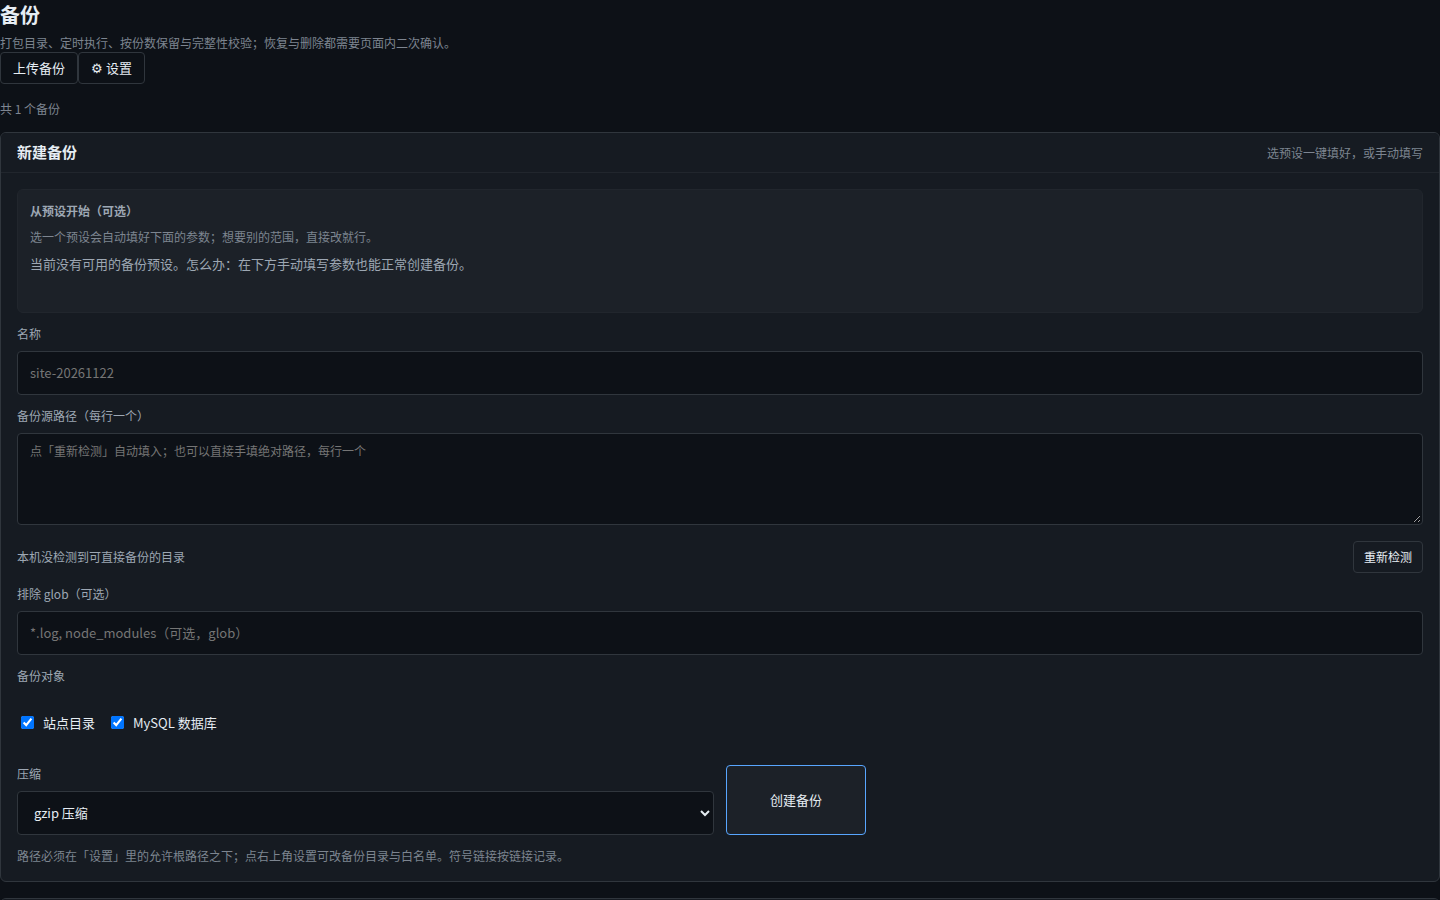 备份
打包目录、定时执行、按份数保留与完整性校验；恢复与删除都需要页面内二次确认。
上传备份
⚙ 设置
共 1 个备份
新建备份
选预设一键填好，或手动填写
从预设开始（可选）
选一个预设会自动填好下面的参数；想要别的范围，直接改就行。
当前没有可用的备份预设。怎么办：在下方手动填写参数也能正常创建备份。
名称
site-20261122
备份源路径（每行一个）
点「重新检测」自动填入；也可以直接手填绝对路径，每行一个
本机没检测到可直接备份的目录
重新检测
排除 glob（可选）
*.log, node_modules（可选，glob）
备份对象
站点目录
MySQL 数据库
压缩
gzip 压缩
创建备份
路径必须在「设置」里的允许根路径之下；点右上角设置可改备份目录与白名单。符号链接按链接记录。